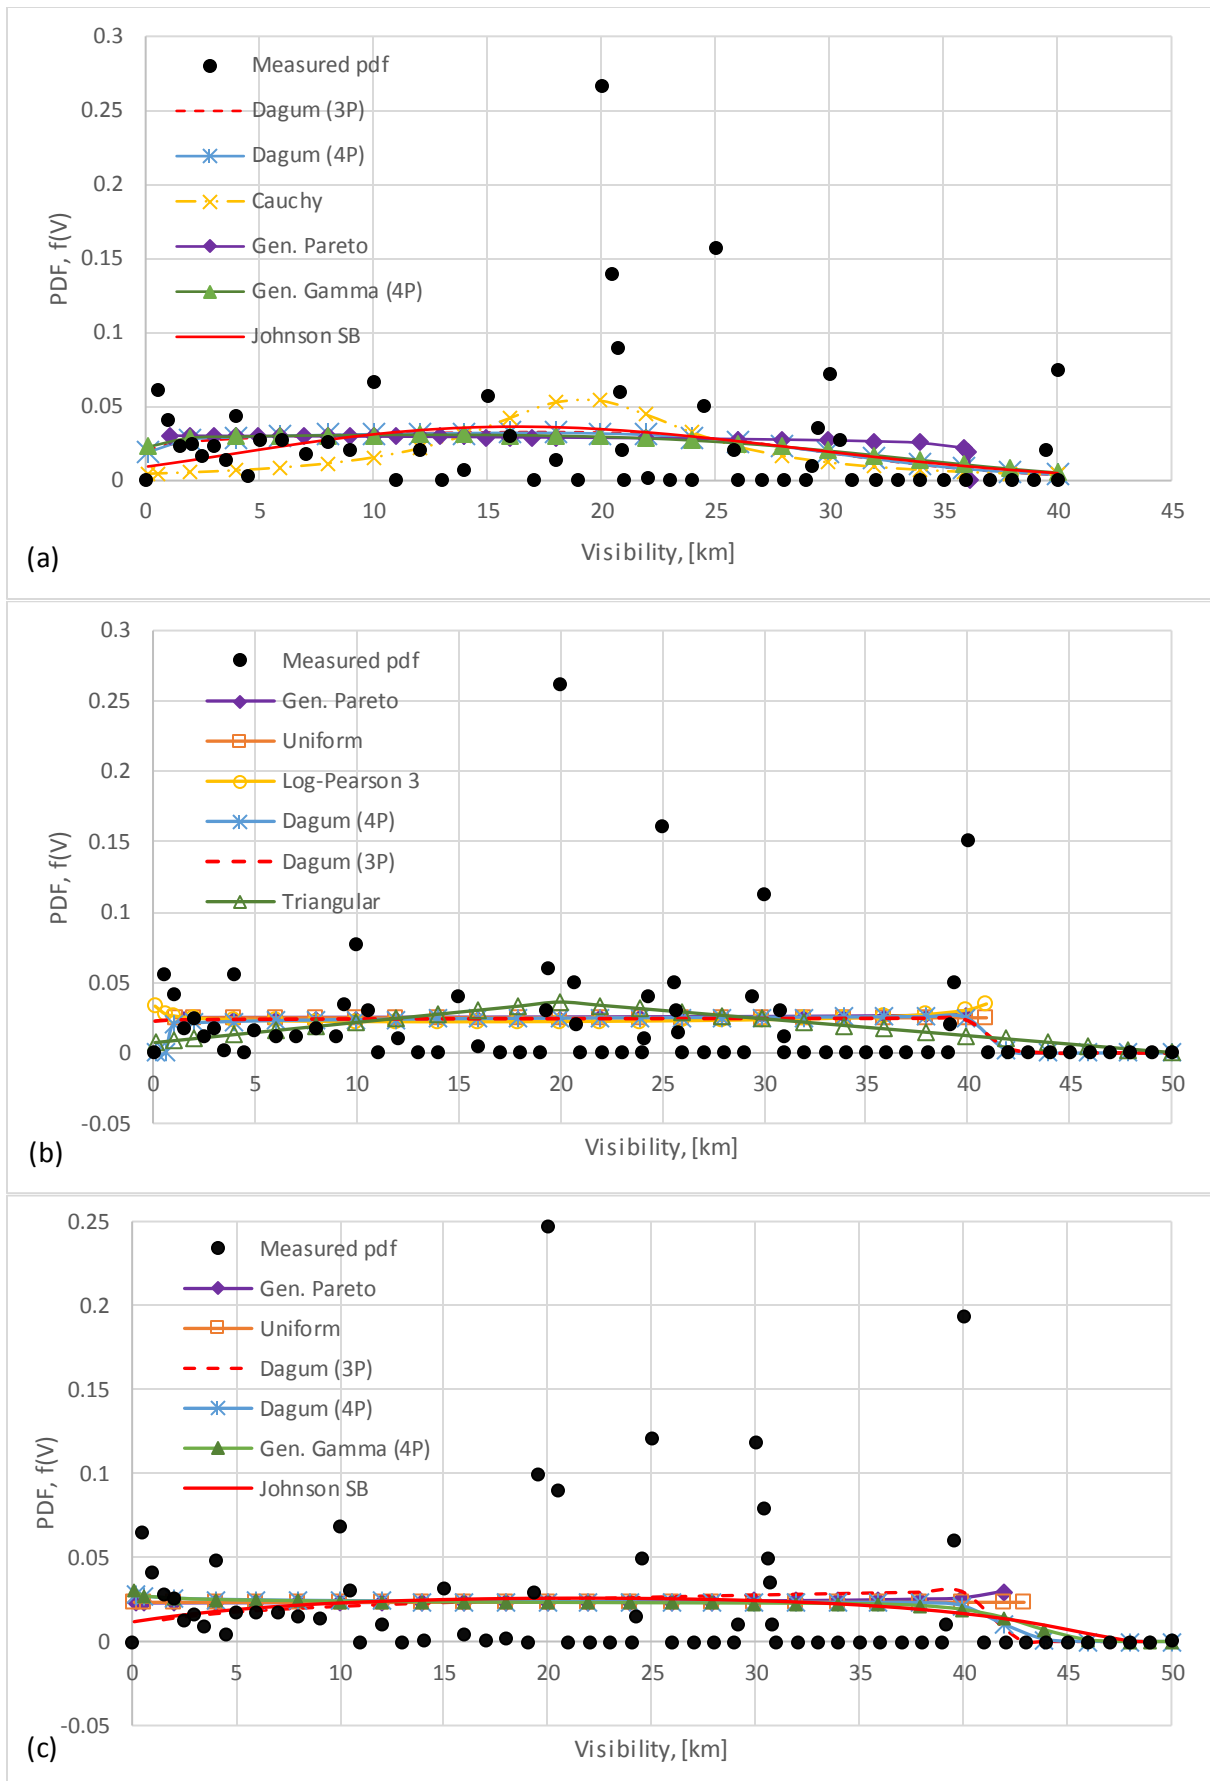 0.3
0.25
0.2
0.15
0.1
0.05
0
PDF, f(V)
Measured pdf
Dagum (3P)
Dagum (4P)
Cauchy
Gen. Pareto
Gen. Gamma (4P)
Johnson SB
0 5 10 15 20 25 30 35 40 45
Visibility, [km]
(a)
0.3
0.25
0.2
0.15
0.1
0.05
0
-0.05
PDF, f(V)
Measured pdf
Gen. Pareto
Uniform
Log-Pearson 3
Dagum (4P)
Dagum (3P)
Triangular
0 5 10 15 20 25 30 35 40 45 50
Visibility, [km]
(b)
0.25
0.2
0.15
0.1
0.05
0
-0.05
PDF, f(V)
Measured pdf
Gen. Pareto
Uniform
Dagum (3P)
Dagum (4P)
Gen. Gamma (4P)
Johnson SB
0 5 10 15 20 25 30 35 40 45 50
Visibility, [km]
(c)